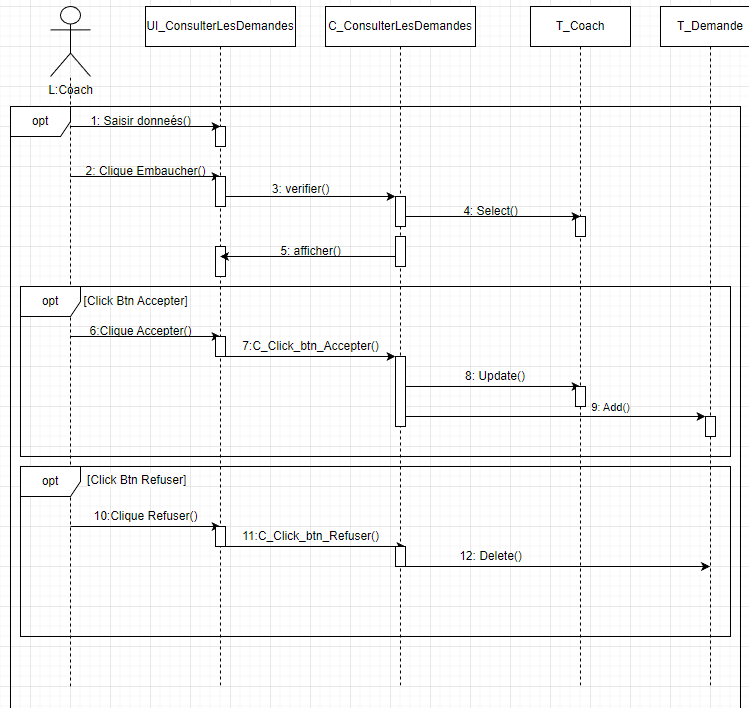 UI_ConsulterLesDemandes
C_ConsulterLesDemandes
T_Coach
T_Demande
L:Coach
opt
1: Saisir donneés()
2: Clique Embaucher()
3: verifier()
4: Select()
5: afficher()
opt
[Click Btn Accepter]
6:Clique Accepter()
7:C_Click_btn_Accepter()
8: Update()
9: Add()
opt
[Click Btn Refuser]
10:Clique Refuser()
11:C_Click_btn_Refuser()
12: Delete()